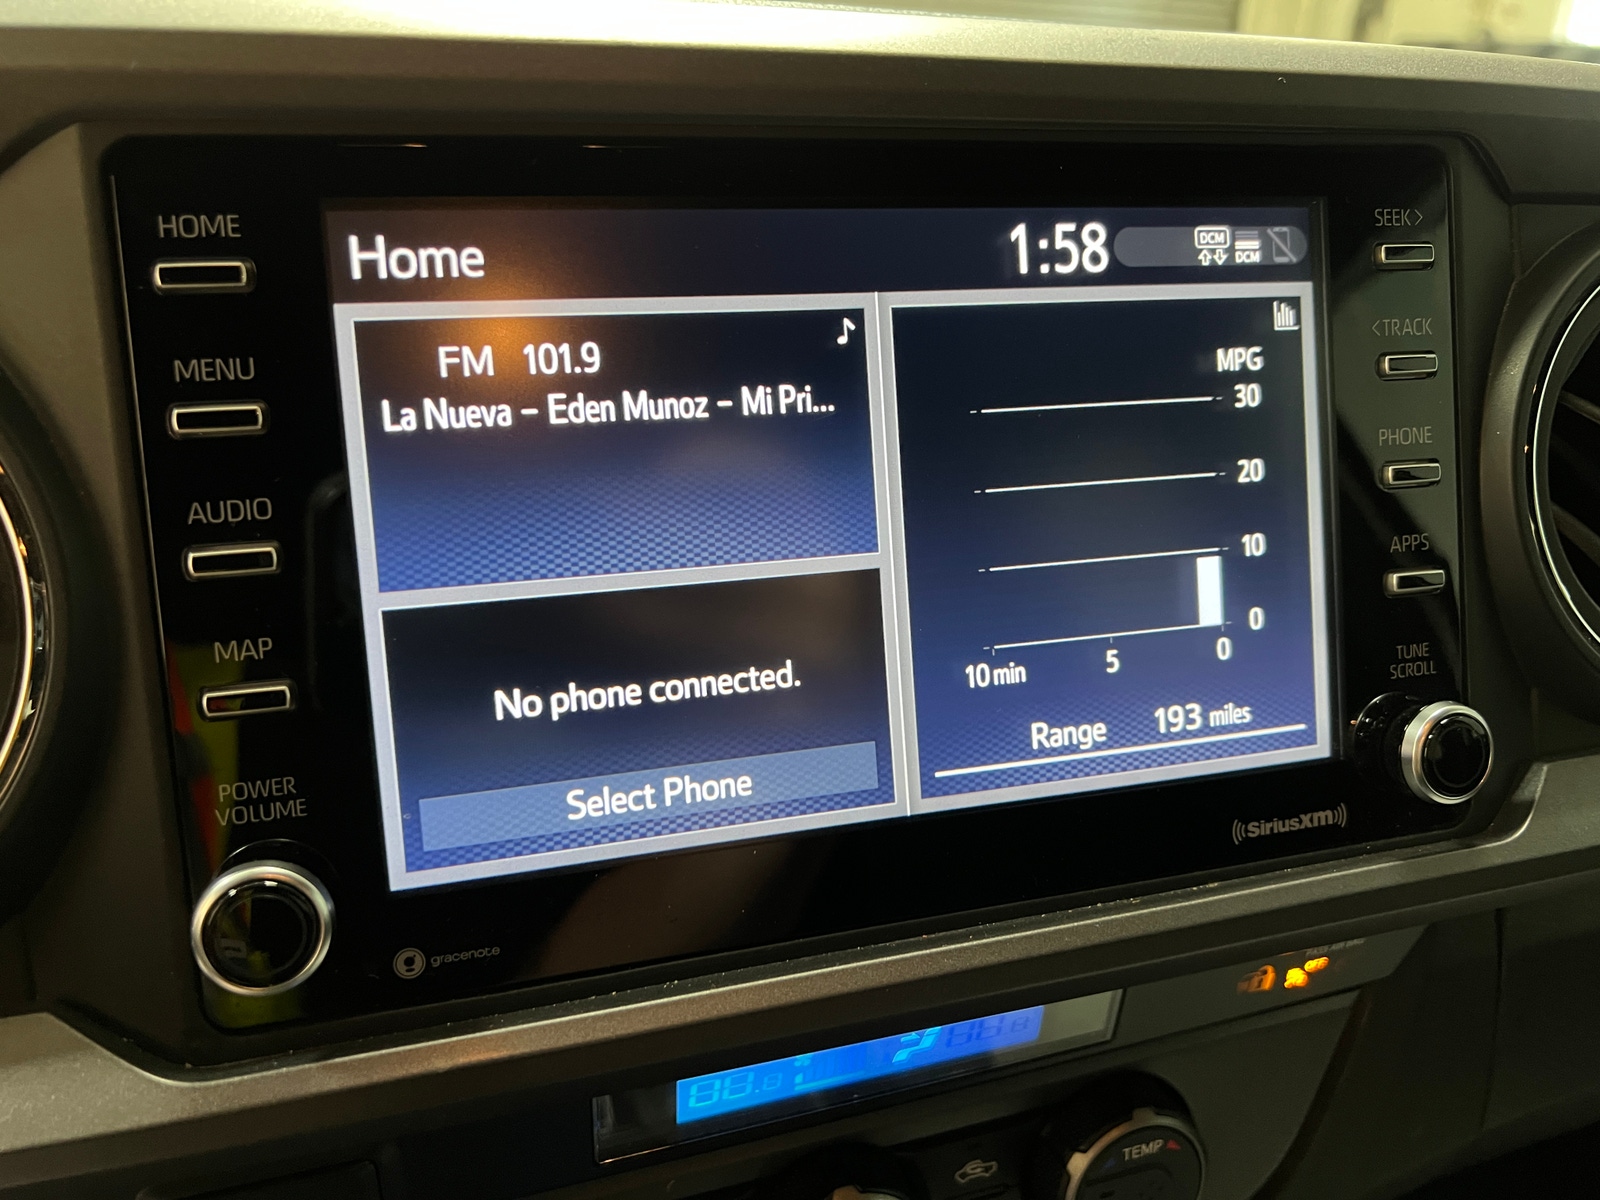 HOME
MENU
AUDIO
MAP
POWER
VOLUME
Home
1:58
DCM
DCM
FM 101.9
La Nueva – Eden Munoz – Mi Pri...
No phone connected.
Select Phone
MPG
30
20
10
0
10 min 5 0
Range 193 miles
SEEK>
<TRACK
PHONE
APPS
TUNE
SCROLL
((SiriusXM))
gracenote
TEMP